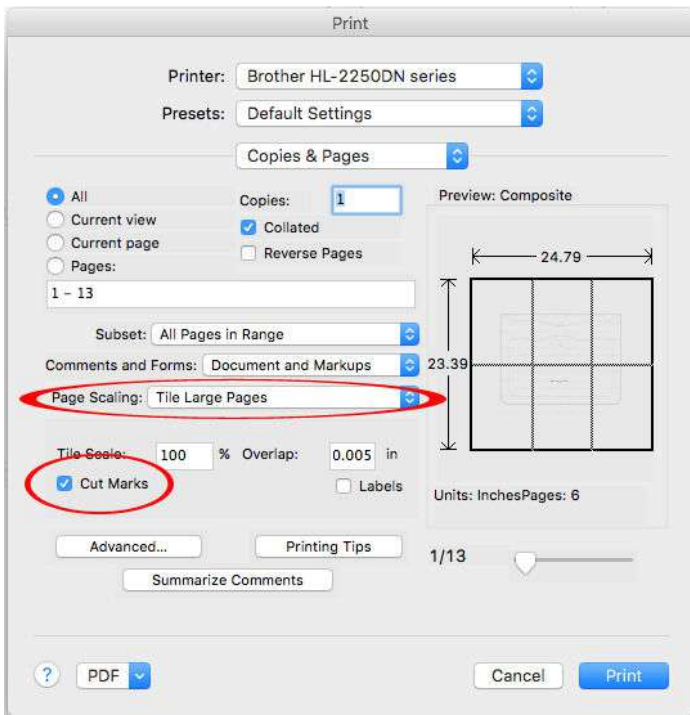 Print
Printer: Brother HL-2250DN series
Presets: Default Settings
Copies & Pages
All
Current view
Current page
Pages:
1 - 13
Copies: 1
Collated
Reverse Pages
Subset: All Pages in Range
Comments and Forms: Document and Markups
Page Scaling: Tile Large Pages
Tile Scale: 100 % Overlap: 0.005 in
Cut Marks
Labels
Advanced...
Printing Tips
Summarize Comments
Preview: Composite
24.79
23.39
Units: InchesPages: 6
1/13
?
PDF
Cancel
Print